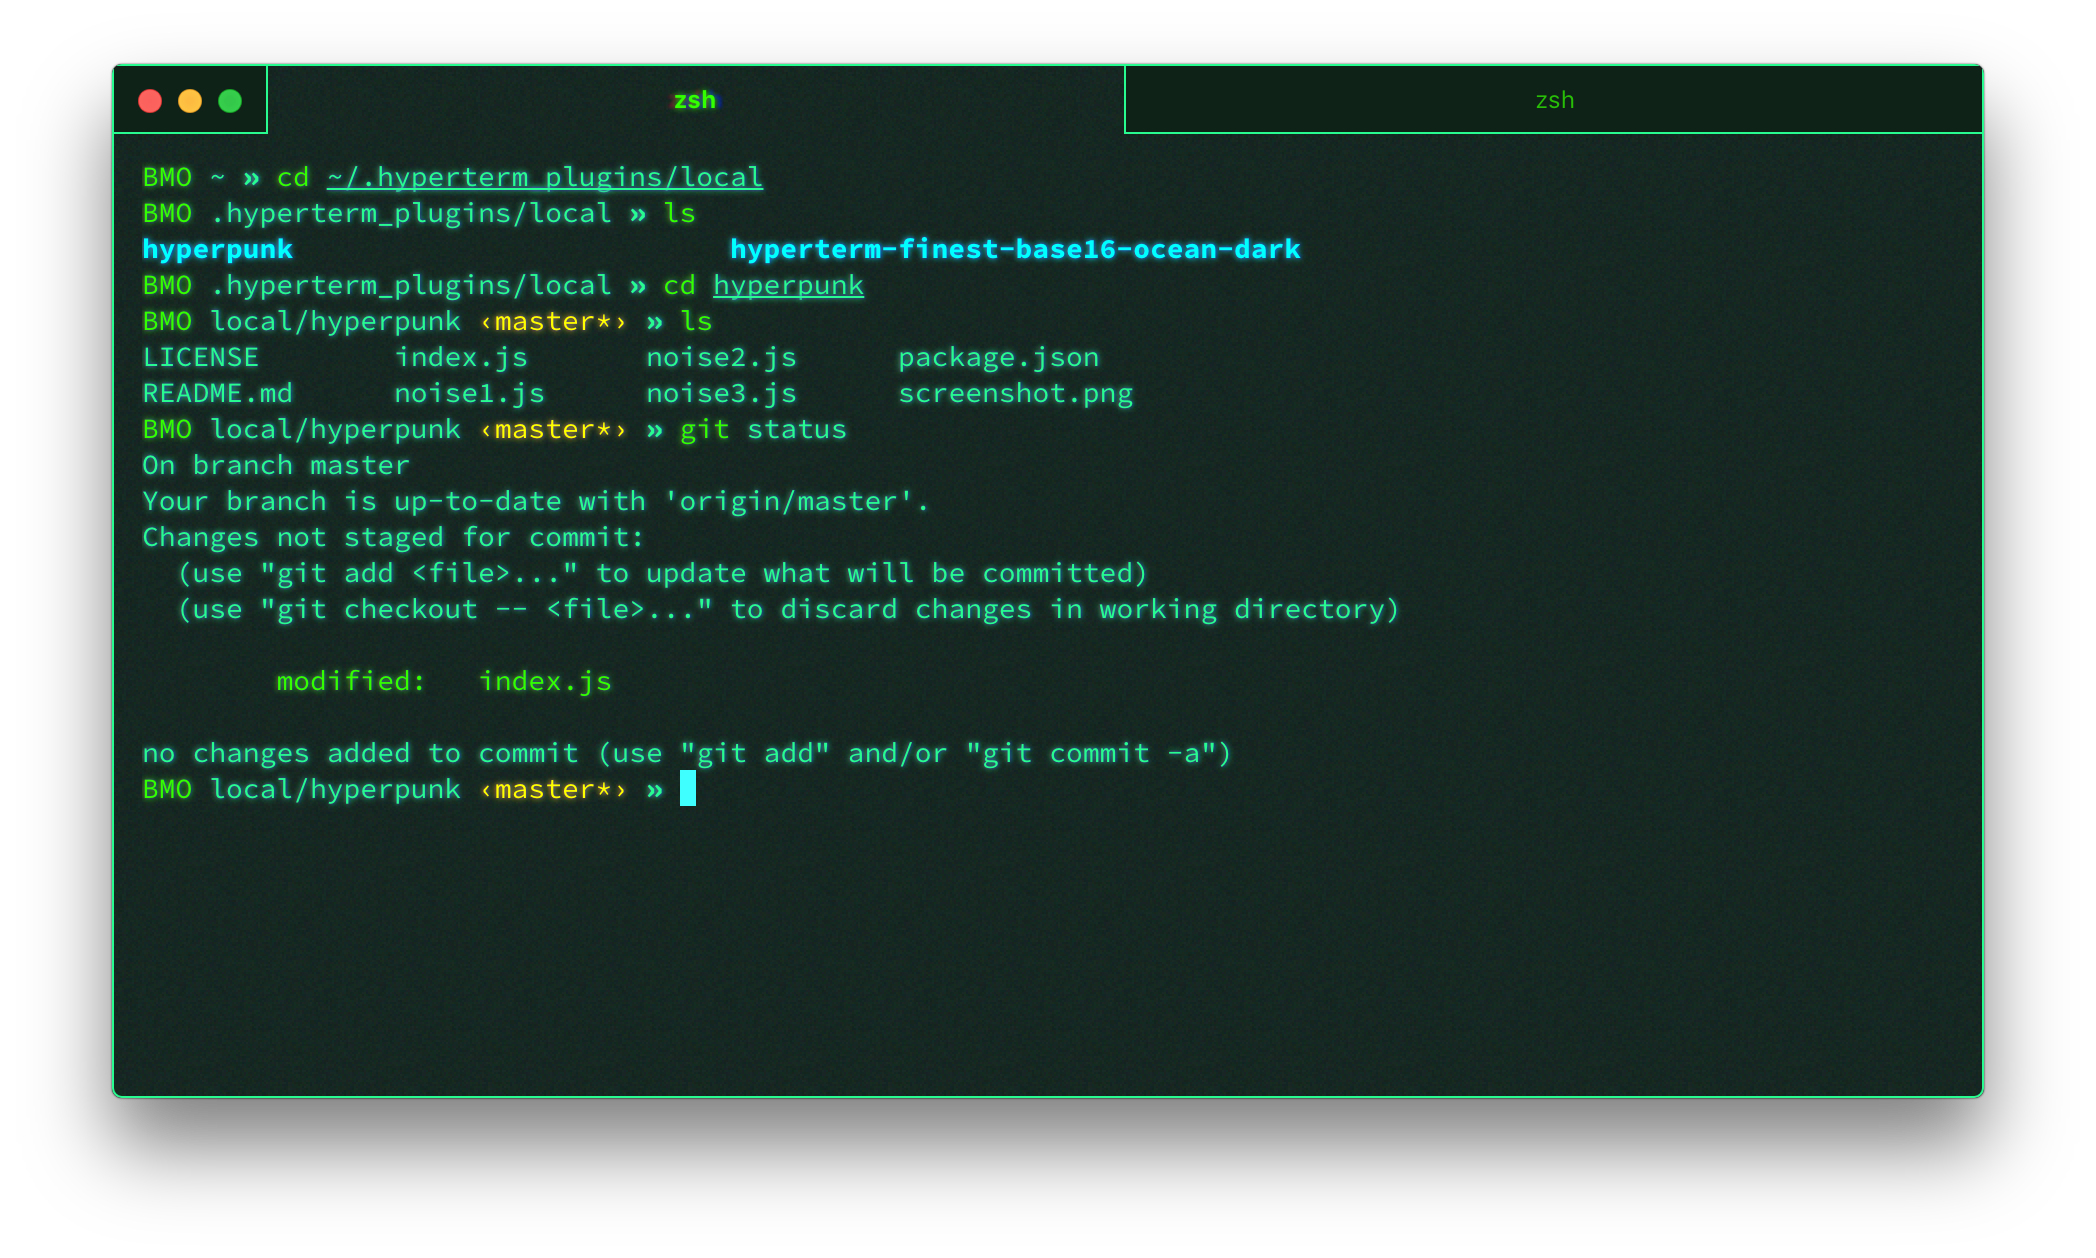 zsh zsh
BMO ~ » cd ~/.hyperterm_plugins/local
BMO .hyperterm_plugins/local » ls
hyperpunk                          hyperterm-finest-base16-ocean-dark
BMO .hyperterm_plugins/local » cd hyperpunk
BMO local/hyperpunk ‹master*› » ls
LICENSE        index.js       noise2.js      package.json
README.md      noise1.js      noise3.js      screenshot.png
BMO local/hyperpunk ‹master*› » git status
On branch master
Your branch is up-to-date with 'origin/master'.
Changes not staged for commit:
  (use "git add <file>..." to update what will be committed)
  (use "git checkout -- <file>..." to discard changes in working directory)
        modified:   index.js
no changes added to commit (use "git add" and/or "git commit -a")
BMO local/hyperpunk ‹master*› »